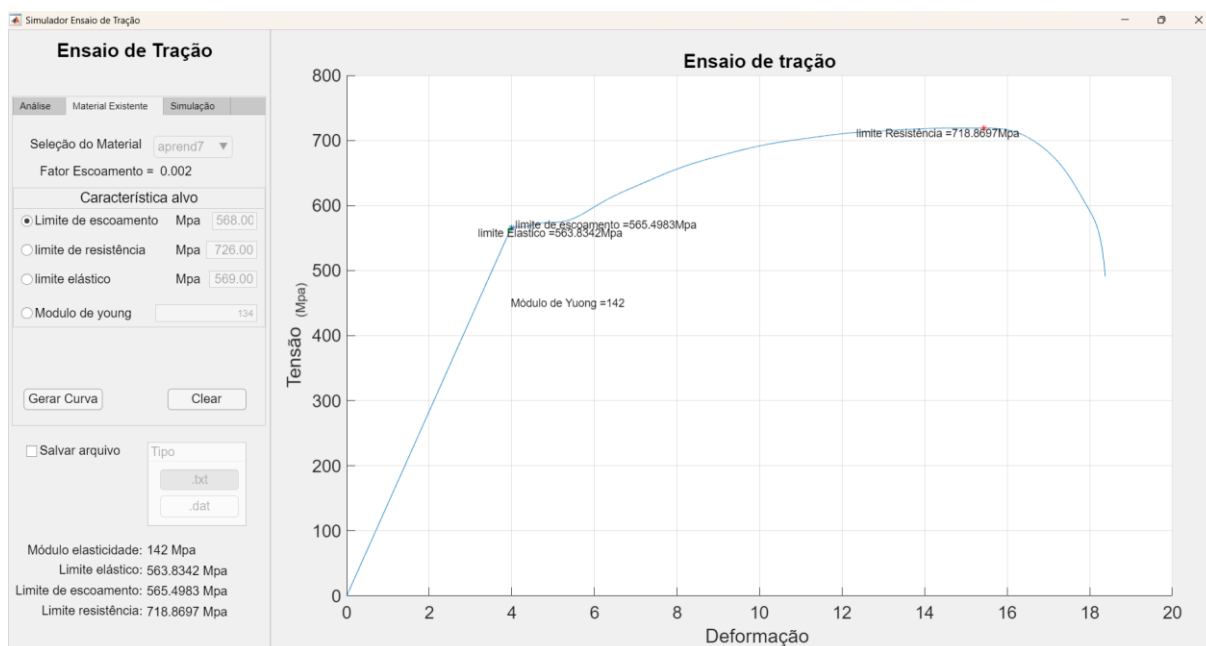 Simulador Ensaio de Tração
Ensaio de Tração
Análise Material Existente Simulação
Seleção do Material aprend7
Fator Escoamento = 0.002
Característica alvo
Limite de escoamento Mpa 568.00
limite de resistência Mpa 726.00
limite elástico Mpa 569.00
Modulo de young 134
Gerar Curva Clear
Salvar arquivo Tipo
.txt
.dat
Módulo elasticidade: 142 Mpa
Limite elástico: 563.8342 Mpa
Limite de escoamento: 565.4983 Mpa
Limite resistência: 718.8697 Mpa
Ensaio de tração
800
700
600
500
400
300
200
100
0
Tensão (Mpa)
limite Resistência =718.8697Mpa
limite de escoamento =565.4983Mpa
limite Elastico =563.8342Mpa
Módulo de Yuong =142
0 2 4 6 8 10 12 14 16 18 20
Deformação